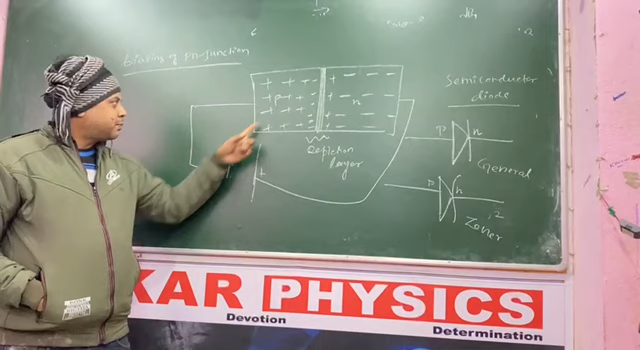 Biasing of pn-junction
Semiconductor
diode
P
n
Depletion
layer
P n
General
P n
Zener
KAR PHYSICS
Devotion
Determination